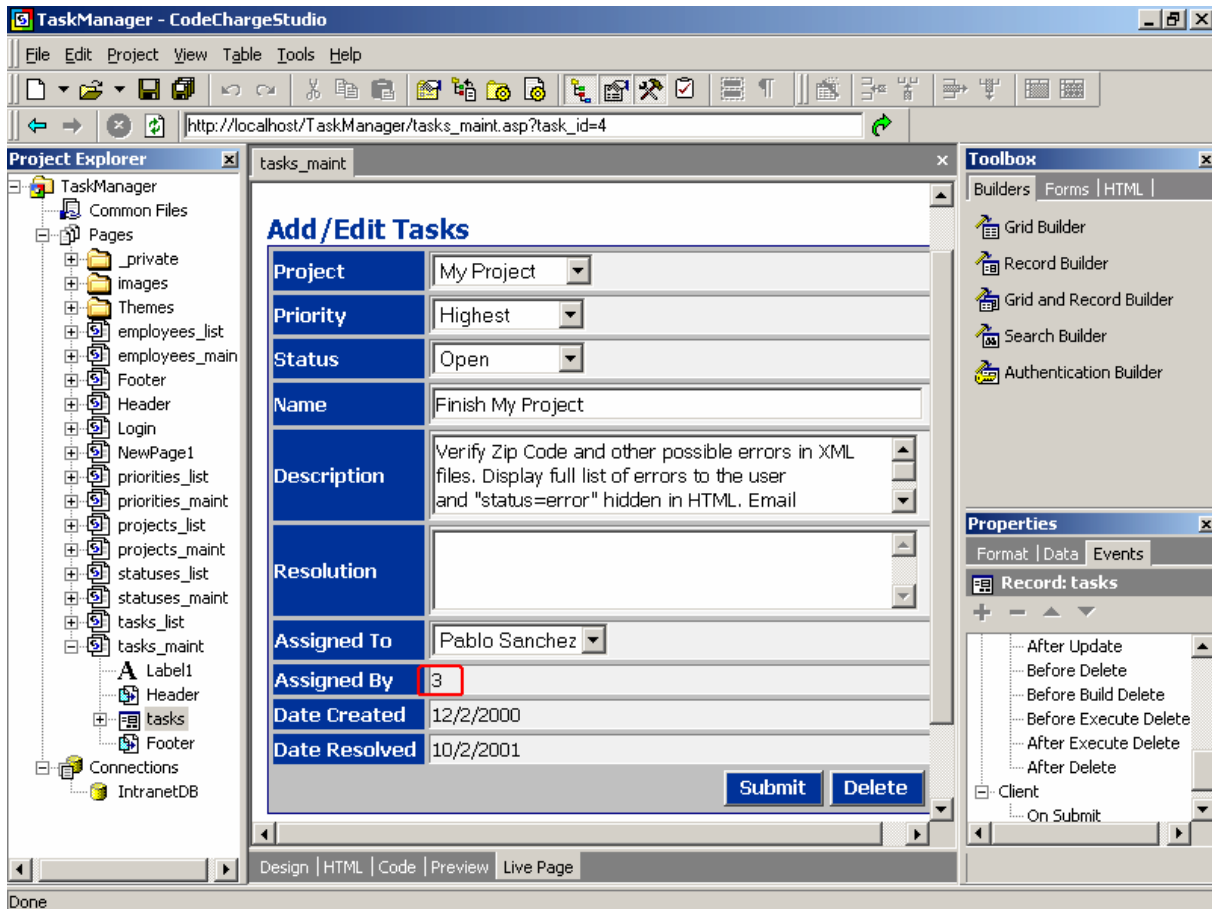 TaskManager - CodeChargeStudio
File Edit Project View Table Tools Help
http://localhost/TaskManager/tasks_maint.asp?task_id=4
Project Explorer
TaskManager
Common Files
Pages
_private
images
Themes
employees_list
employees_main
Footer
Header
Login
NewPage1
priorities_list
priorities_maint
projects_list
projects_maint
statuses_list
statuses_maint
tasks_list
tasks_maint
A Label1
Header
tasks
Footer
Connections
IntranetDB
tasks_maint
Add/Edit Tasks
Project My Project
Priority Highest
Status Open
Name Finish My Project
Description Verify Zip Code and other possible errors in XML
files. Display full list of errors to the user
and "status=error" hidden in HTML. Email
Resolution
Assigned To Pablo Sanchez
Assigned By 3
Date Created 12/2/2000
Date Resolved 10/2/2001
Submit Delete
Design HTML Code Preview Live Page
Toolbox
Builders Forms HTML
Grid Builder
Record Builder
Grid and Record Builder
Search Builder
Authentication Builder
Properties
Format Data Events
Record: tasks
After Update
Before Delete
Before Build Delete
Before Execute Delete
After Execute Delete
After Delete
Client
On Submit
Done